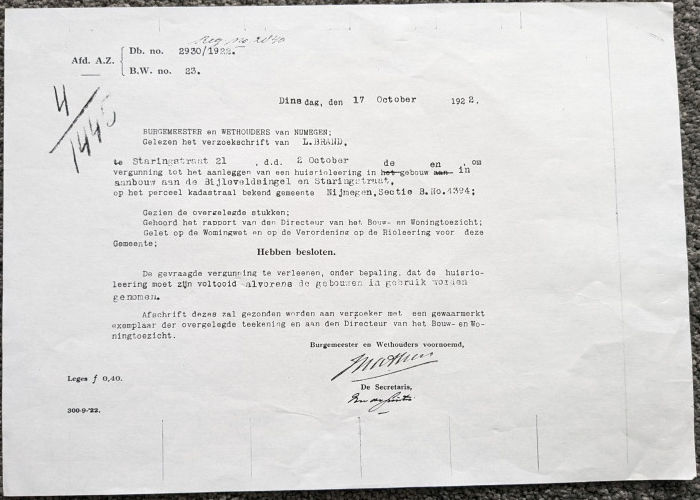 Reg. no 2040
Afd. A.Z. Db. no. 2930/1922.
B.W. no. 23.
4/1445
Dinsdag, den 17 October 1922.
BURGEMEESTER en WETHOUDERS van NIJMEGEN;
Gelezen het verzoekschrift van L.BRAND.
te Staringstraat 21 ,d.d. 2 October de en, om
vergunning tot het aanleggen van een huisrioleering in het gebouw aan in
aanbouw aan de Bijleveldsingel en Staringstraat,
op het perceel kadastraal bekend gemeente Nijmegen, Sectie B.No.4394;
Gezien de overgelegde stukken;
Gehoord het rapport van den Directeur van het Bouw- en Woningtoezicht;
Gelet op de Womingwet en op de Verordening op de Rioleering voor deze
Gemeente;
Hebben besloten.
De gevraagde vergunning te verleenen, onder bepaling, dat de huisrio-
leering moet zijn voltooid alvorens de gebouwen in gebruik worden
genomen.
Afschrift dezes zal gezonden worden aan verzoeker met een gewaarmerkt
exemplaar der overgelegde teekening en aan den Directeur van het Bouw- en Wo-
ningtoezicht.
Burgemeester en Wethouders voornoemd,
De Secretaris,
Leges f 0,40.
300-9-'22.